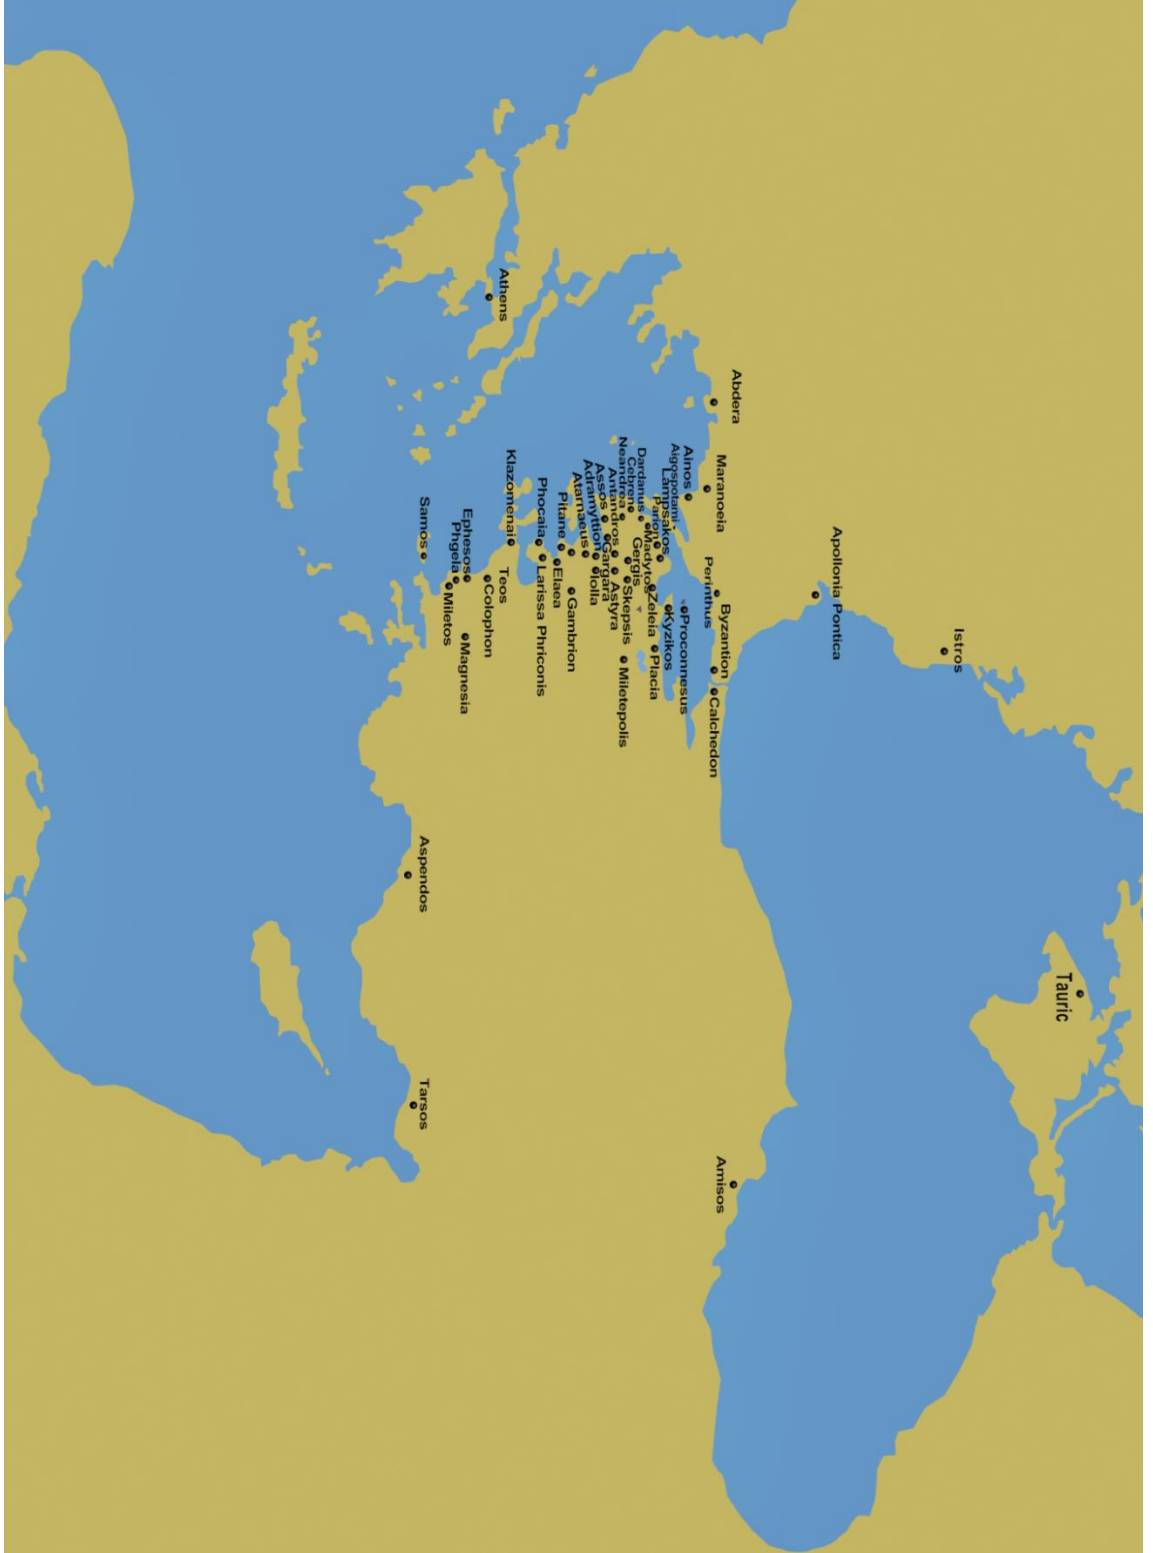 Istros
Apollonia Pontica
Tauric
Abdera
Maranoeia
Ainos
Aigospotami
Perinthus
Byzantion
Calchedon
Amisos
Lampsakos
Parion
Proconnesus
Kyzikos
Madytos
Zeleia
Placia
Dardanus
Cebren
Gergis
Neandrea
Skepsis
Miletepolis
Antandros
Astyra
Assos
Gargara
Adramyttion
Iolla
Atarnaeus
Pitane
Gambrion
Elaea
Phocaia
Larissa Phriconis
Klazomenai
Athens
Teos
Colophon
Ephesos
Magnesia
Phgela
Miletos
Samos
Aspendos
Tarsos